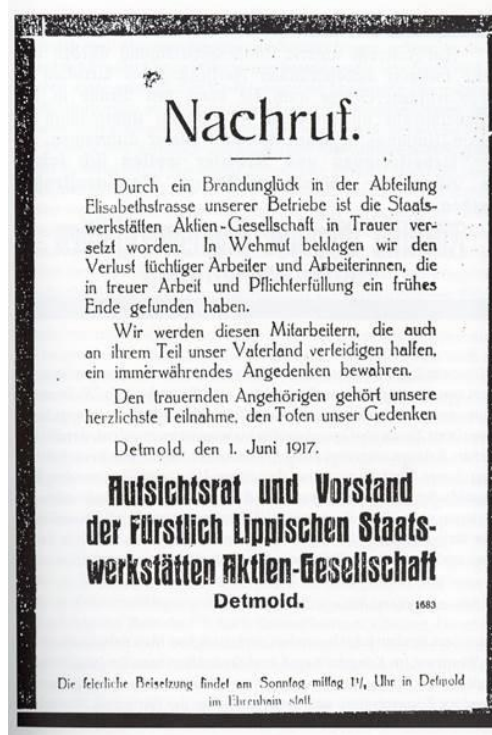 Nachruf.
Durch ein Brandunglück in der Abteilung
Elisabethstrasse unserer Betriebe ist die Staats-
werkstätten Aktien-Gesellschaft in Trauer ver-
setzt worden. In Wehmut beklagen wir den
Verlust tüchtiger Arbeiter und Arbeiterinnen, die
in treuer Arbeit und Pflichterfüllung ein frühes
Ende gefunden haben.
Wir werden diesen Mitarbeitern, die auch
an ihrem Teil unser Vaterland verteidigen halfen,
ein immerwährendes Angedenken bewahren.
Den trauernden Angehörigen gehört unsere
herzlichste Teilnahme, den Toten unser Gedenken
Detmold, den 1. Juni 1917.
Aufsichtsrat und Vorstand
der Fürstlich Lippischen Staats-
werkstätten Aktien-Gesellschaft
Detmold.
1683
Die feierliche Beisetzung findet am Sonntag mittag Uhr in Detmold
im Ehrenhain statt.